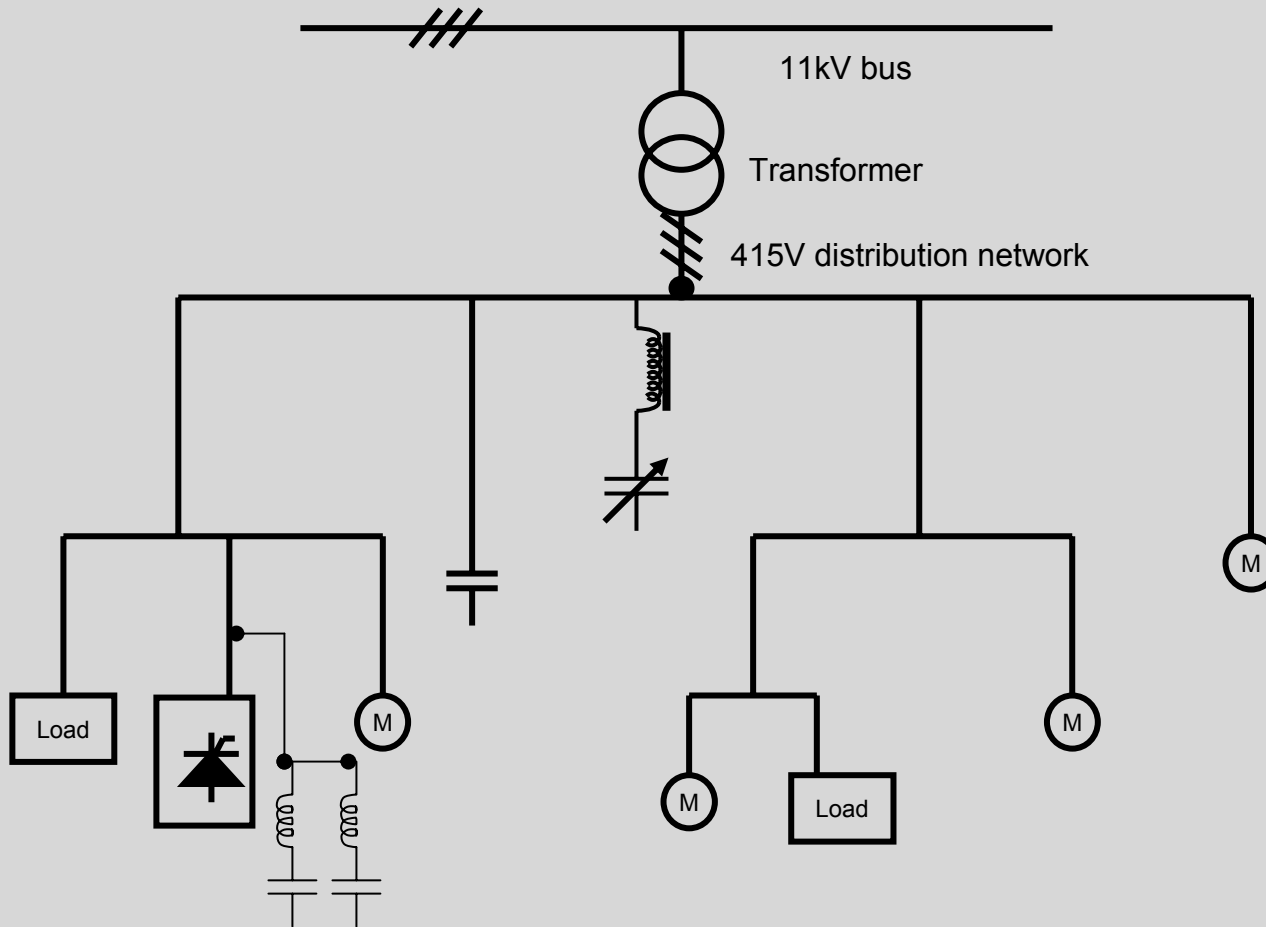 11kV bus
Transformer
415V distribution network
M
Load
M
M
M
Load